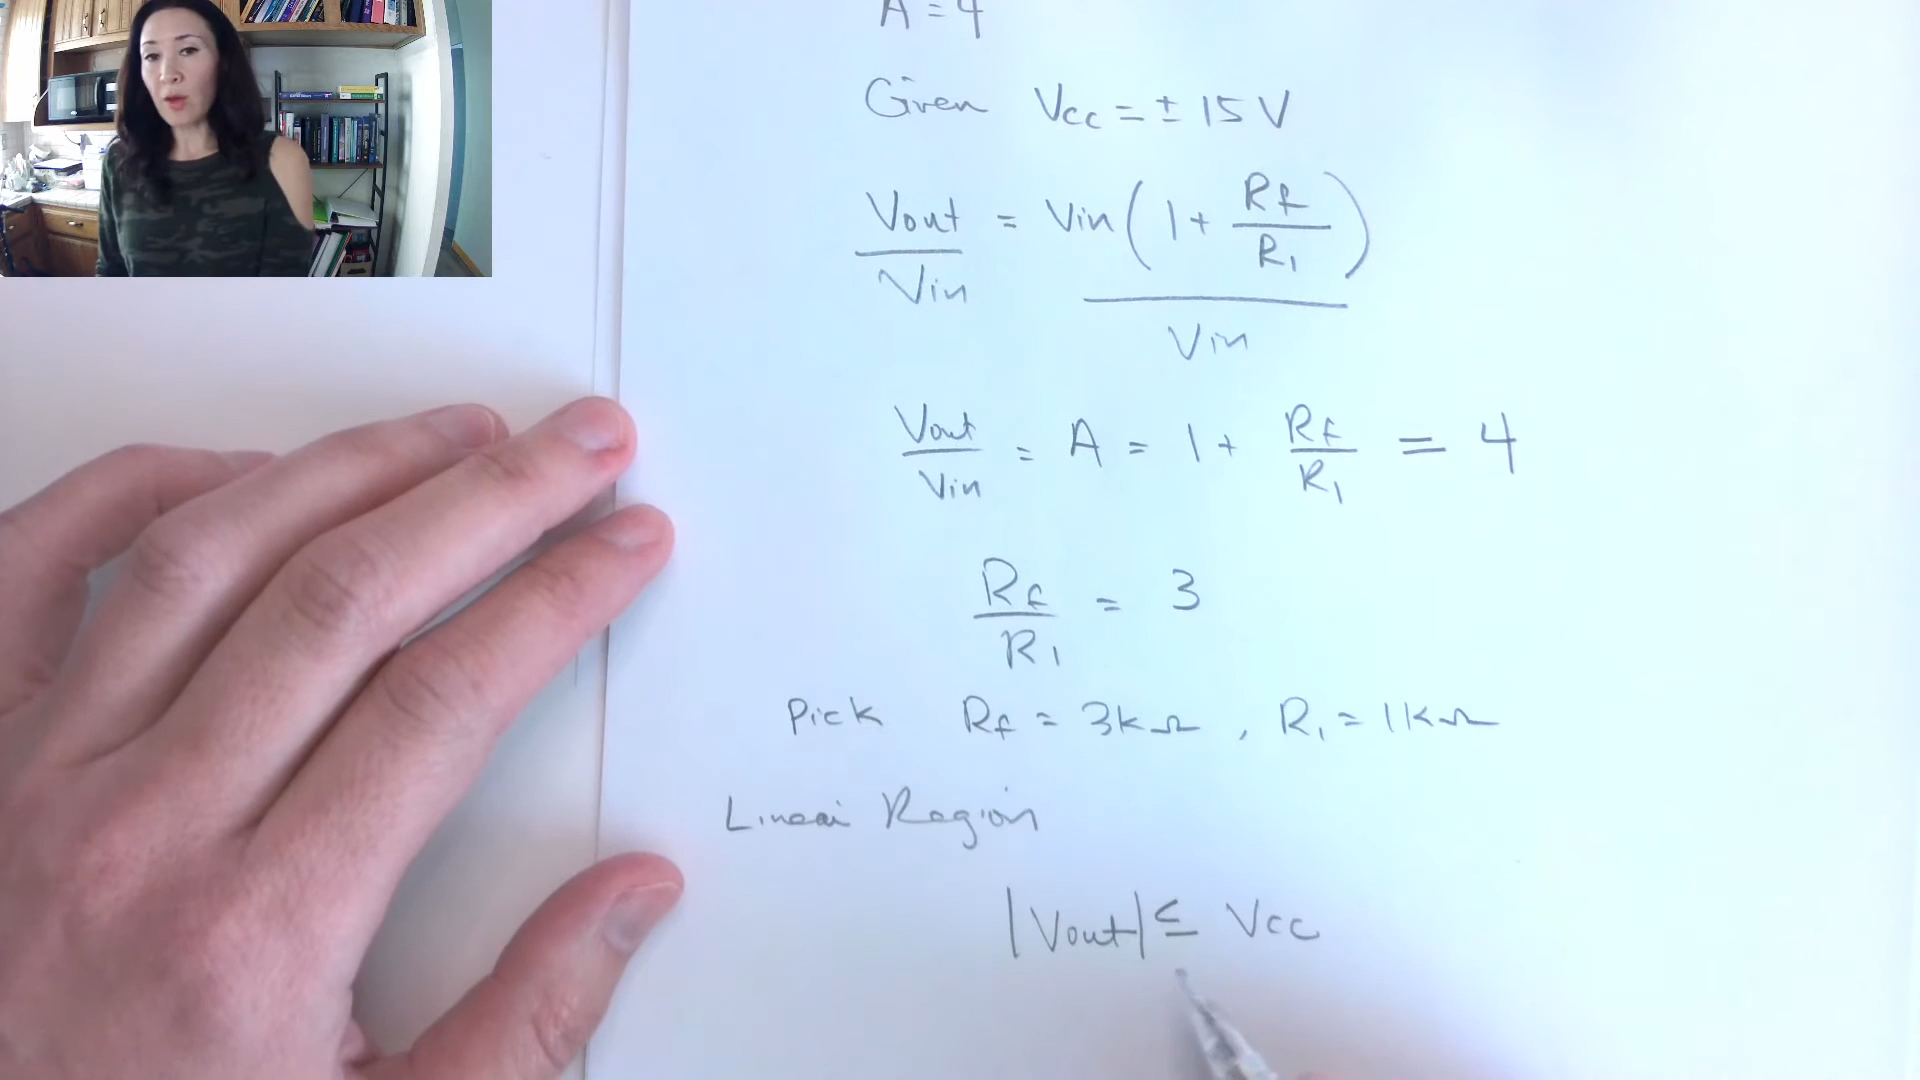 A = 4
Given Vcc = ± 15 V
Vout / Vin = Vin ( 1 + Rf / R1 ) / Vin
Vout / Vin = A = 1 + Rf / R1 = 4
Rf / R1 = 3
Pick Rf = 3kΩ , R1 = 1kΩ
Linear Region
|Vout| ≤ Vcc